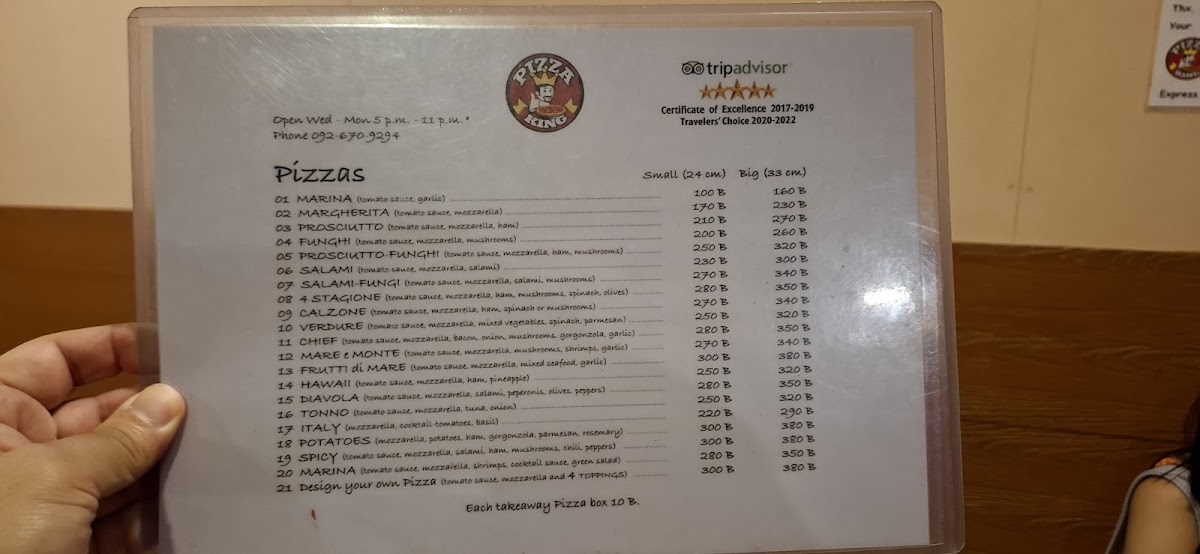 PIZZA
KING
tripadvisor
Certificate of Excellence 2017-2019
Travelers' Choice 2020-2022
Open Wed - Mon 5 p.m. - 11 p.m.*
Phone 092-670-9294
Pizzas Small (24 cm) Big (33 cm)
01 MARINA (tomato sauce, garlic) 100 B 160 B
02 MARGHERITA (tomato sauce, mozzarella) 170 B 230 B
03 PROSCIUTTO (tomato sauce, mozzarella, ham) 210 B 270 B
04 FUNGHI (tomato sauce, mozzarella, mushrooms) 200 B 260 B
05 PROSCIUTTO-FUNGHI (tomato sauce, mozzarella, ham, mushrooms) 250 B 320 B
06 SALAMI (tomato sauce, mozzarella, salami) 230 B 300 B
07 SALAMI-FUNGI (tomato sauce, mozzarella, salami, mushrooms) 270 B 340 B
08 4 STAGIONE (tomato sauce, mozzarella, ham, mushrooms, spinach, olives) 280 B 350 B
09 CALZONE (tomato sauce, mozzarella, ham, spinach or mushrooms) 270 B 340 B
10 VERDURE (tomato sauce, mozzarella, mixed vegetables, spinach, parmesan) 250 B 320 B
11 CHIEF (tomato sauce, mozzarella, bacon, onion, mushrooms, gorgonzola, garlic) 280 B 350 B
12 MARE e MONTE (tomato sauce, mozzarella, mushrooms, shrimps, garlic) 270 B 340 B
13 FRUTTI di MARE (tomato sauce, mozzarella, mixed seafood, garlic) 300 B 380 B
14 HAWAII (tomato sauce, mozzarella, ham, pineapple) 250 B 320 B
15 DIAVOLA (tomato sauce, mozzarella, salami, peperonis, olives, peppers) 280 B 350 B
16 TONNO (tomato sauce, mozzarella, tuna, onion) 250 B 320 B
17 ITALY (mozzarella, cocktail-tomatoes, basil) 220 B 290 B
18 POTATOES (mozzarella, potatoes, ham, gorgonzola, parmesan, rosemary) 300 B 380 B
19 SPICY (tomato sauce, mozzarella, salami, ham, mushrooms, chili, peppers) 300 B 380 B
20 MARINA (tomato sauce, mozzarella, shrimps, cocktail sauce, green salad) 280 B 350 B
21 Design your own Pizza (tomato sauce, mozzarella and 4 TOPPINGS) 300 B 380 B
Each takeaway Pizza box 10 B.
Thx
Your
Express